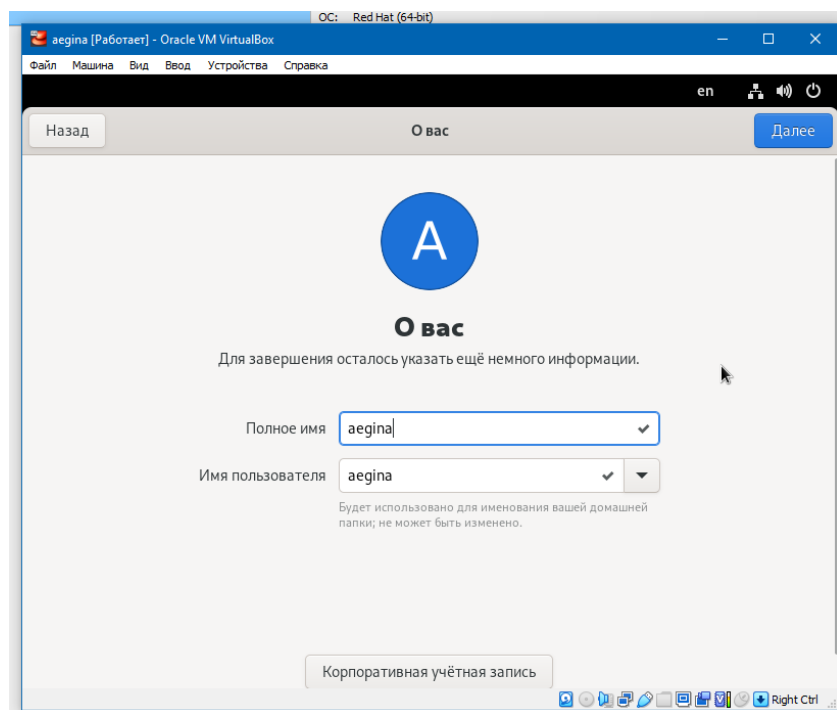 ОС: Red Hat (64-bit)
aegina [Работает] - Oracle VM VirtualBox
Файл Машина Вид Ввод Устройства Справка
en
Назад О вас Далее
A
О вас
Для завершения осталось указать ещё немного информации.
Полное имя aegina
Имя пользователя aegina
Будет использовано для именования вашей домашней
папки; не может быть изменено.
Корпоративная учётная запись
Right Ctrl